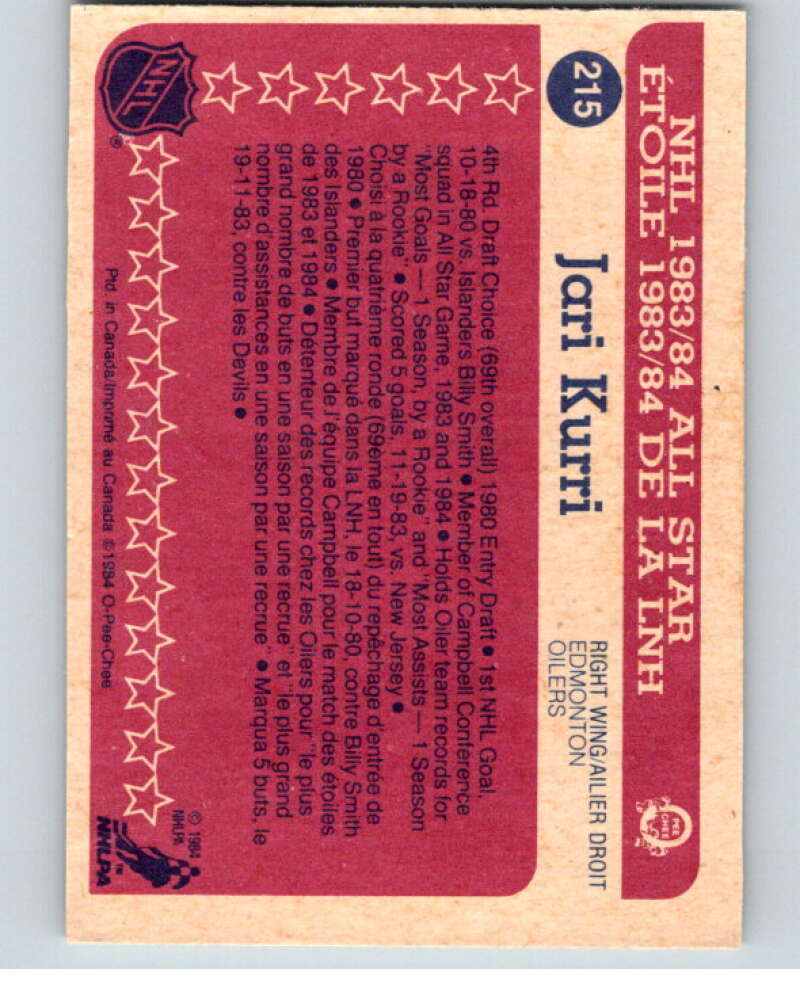 NHL 1983/84 ALL STAR
ÉTOILE 1983/84 DE LA LNH
O
PEE
CHEE
215
Jari Kurri
RIGHT WING/AILIER DROIT
EDMONTON
OILERS
4th Rd. Draft Choice (69th overall) 1980 Entry Draft • 1st NHL Goal,
10-18-80 vs. Islanders Billy Smith • Member of Campbell Conference
squad in All Star Game, 1983 and 1984 • Holds Oiler team records for
"Most Goals — 1 Season, by a Rookie" and "Most Assists — 1 Season
by a Rookie" • Scored 5 goals, 11-19-83, vs. New Jersey •
Choisi à la quatrième ronde (69ème en tout) du repêchage d'entrée de
1980 • Premier but marqué dans la LNH, le 18-10-80, contre Billy Smith
des Islanders • Membre de l'équipe Campbell pour le match des étoiles
de 1983 et 1984 • Détenteur des records chez les Oilers pour "le plus
grand nombre de buts en une saison par une recrue" et "le plus grand
nombre d'assistances en une saison par une recrue" • Marqua 5 buts, le
19-11-83, contre les Devils •
NHL
®
Ptd. in Canada/Imprimé au Canada ©1984 O-Pee-Chee
© 1984
NHLPA
NHLPA
™